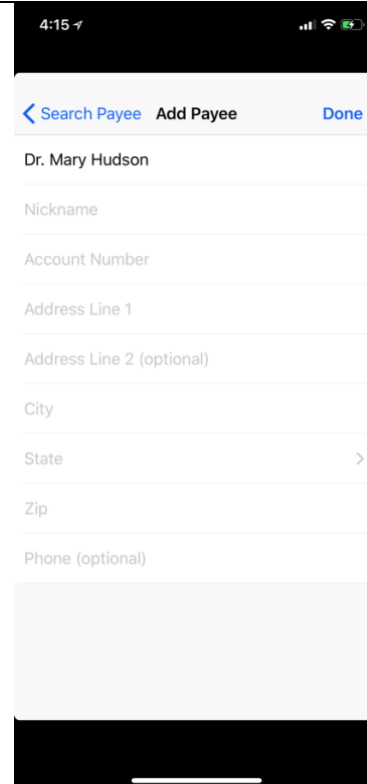 4:15
Search Payee Add Payee Done
Dr. Mary Hudson
Nickname
Account Number
Address Line 1
Address Line 2 (optional)
City
State
Zip
Phone (optional)